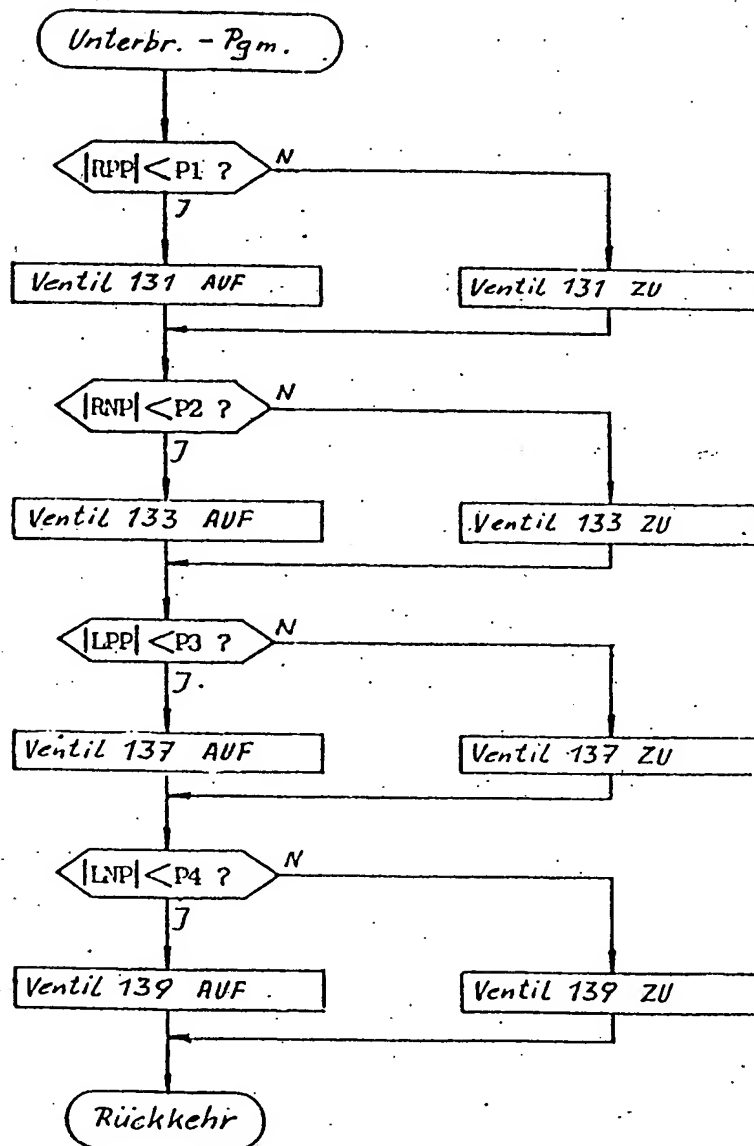 Unterbr. - Pgm.
|RPP| < P1 ?
N
J
Ventil 131 AUF
Ventil 131 ZU
|RNP| < P2 ?
N
J
Ventil 133 AUF
Ventil 133 ZU
|LPP| < P3 ?
N
J
Ventil 137 AUF
Ventil 137 ZU
|LNP| < P4 ?
N
J
Ventil 139 AUF
Ventil 139 ZU
Rückkehr